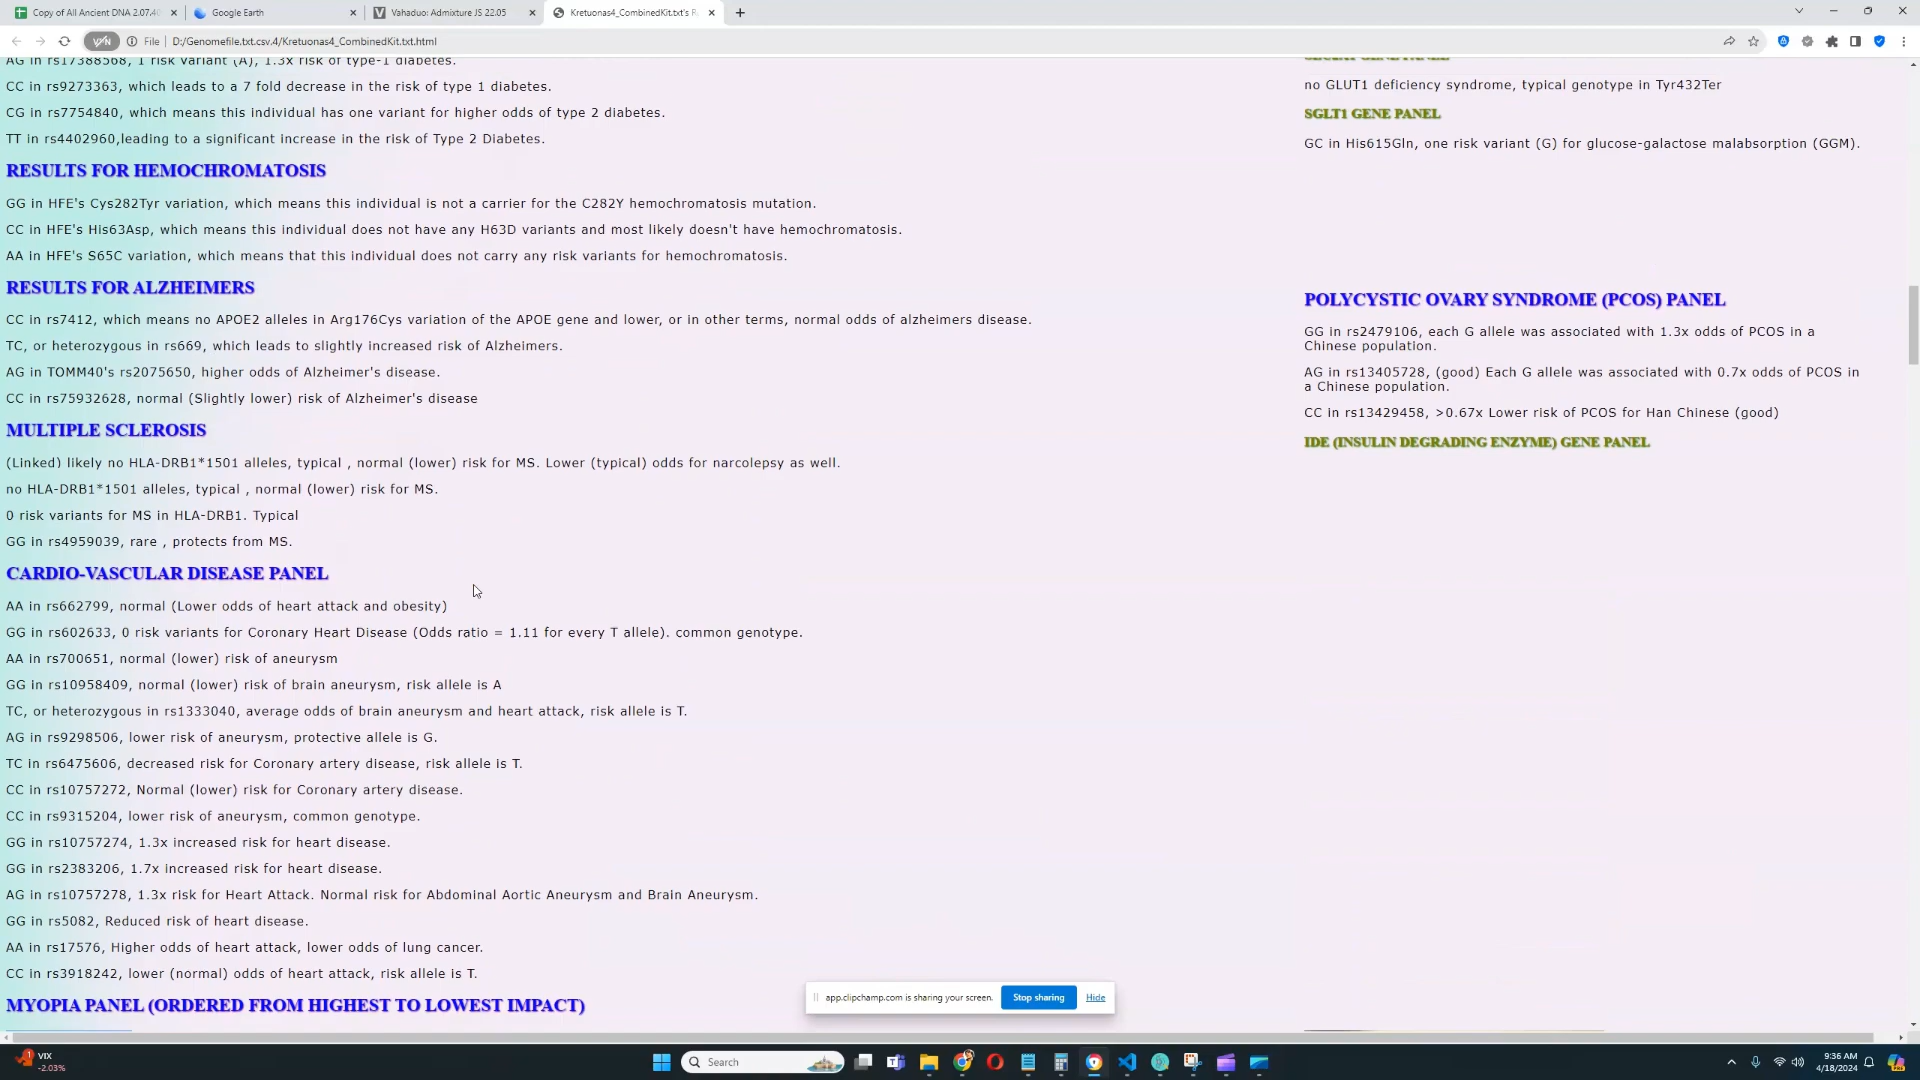 Copy of All Ancient DNA 2.07.40
Google Earth
Vahaduo: Admixture JS 22.05
Kretuonas4_CombinedKit.txt's R
VPN
File
D:/Genomefile.txt.csv.4/Kretuonas4_CombinedKit.txt.html
AG in rs17388568, 1 risk variant (A), 1.3x risk of type-1 diabetes.
CC in rs9273363, which leads to a 7 fold decrease in the risk of type 1 diabetes.
CG in rs7754840, which means this individual has one variant for higher odds of type 2 diabetes.
TT in rs4402960,leading to a significant increase in the risk of Type 2 Diabetes.
RESULTS FOR HEMOCHROMATOSIS
GG in HFE's Cys282Tyr variation, which means this individual is not a carrier for the C282Y hemochromatosis mutation.
CC in HFE's His63Asp, which means this individual does not have any H63D variants and most likely doesn't have hemochromatosis.
AA in HFE's S65C variation, which means that this individual does not carry any risk variants for hemochromatosis.
RESULTS FOR ALZHEIMERS
CC in rs7412, which means no APOE2 alleles in Arg176Cys variation of the APOE gene and lower, or in other terms, normal odds of alzheimers disease.
TC, or heterozygous in rs669, which leads to slightly increased risk of Alzheimers.
AG in TOMM40's rs2075650, higher odds of Alzheimer's disease.
CC in rs75932628, normal (Slightly lower) risk of Alzheimer's disease
MULTIPLE SCLEROSIS
(Linked) likely no HLA-DRB1*1501 alleles, typical , normal (lower) risk for MS. Lower (typical) odds for narcolepsy as well.
no HLA-DRB1*1501 alleles, typical , normal (lower) risk for MS.
0 risk variants for MS in HLA-DRB1. Typical
GG in rs4959039, rare , protects from MS.
CARDIO-VASCULAR DISEASE PANEL
AA in rs662799, normal (Lower odds of heart attack and obesity)
GG in rs602633, 0 risk variants for Coronary Heart Disease (Odds ratio = 1.11 for every T allele). common genotype.
AA in rs700651, normal (lower) risk of aneurysm
GG in rs10958409, normal (lower) risk of brain aneurysm, risk allele is A
TC, or heterozygous in rs1333040, average odds of brain aneurysm and heart attack, risk allele is T.
AG in rs9298506, lower risk of aneurysm, protective allele is G.
TC in rs6475606, decreased risk for Coronary artery disease, risk allele is T.
CC in rs10757272, Normal (lower) risk for Coronary artery disease.
CC in rs9315204, lower risk of aneurysm, common genotype.
GG in rs10757274, 1.3x increased risk for heart disease.
GG in rs2383206, 1.7x increased risk for heart disease.
AG in rs10757278, 1.3x risk for Heart Attack. Normal risk for Abdominal Aortic Aneurysm and Brain Aneurysm.
GG in rs5082, Reduced risk of heart disease.
AA in rs17576, Higher odds of heart attack, lower odds of lung cancer.
CC in rs3918242, lower (normal) odds of heart attack, risk allele is T.
MYOPIA PANEL (ORDERED FROM HIGHEST TO LOWEST IMPACT)
no GLUT1 deficiency syndrome, typical genotype in Tyr432Ter
SGLT1 GENE PANEL
GC in His615Gln, one risk variant (G) for glucose-galactose malabsorption (GGM).
POLYCYSTIC OVARY SYNDROME (PCOS) PANEL
GG in rs2479106, each G allele was associated with 1.3x odds of PCOS in a
Chinese population.
AG in rs13405728, (good) Each G allele was associated with 0.7x odds of PCOS in
a Chinese population.
CC in rs13429458, >0.67x Lower risk of PCOS for Han Chinese (good)
IDE (INSULIN DEGRADING ENZYME) GENE PANEL
app.clipchamp.com is sharing your screen.
Stop sharing
Hide
1
VIX
-2.03%
Search
9:36 AM
4/18/2024